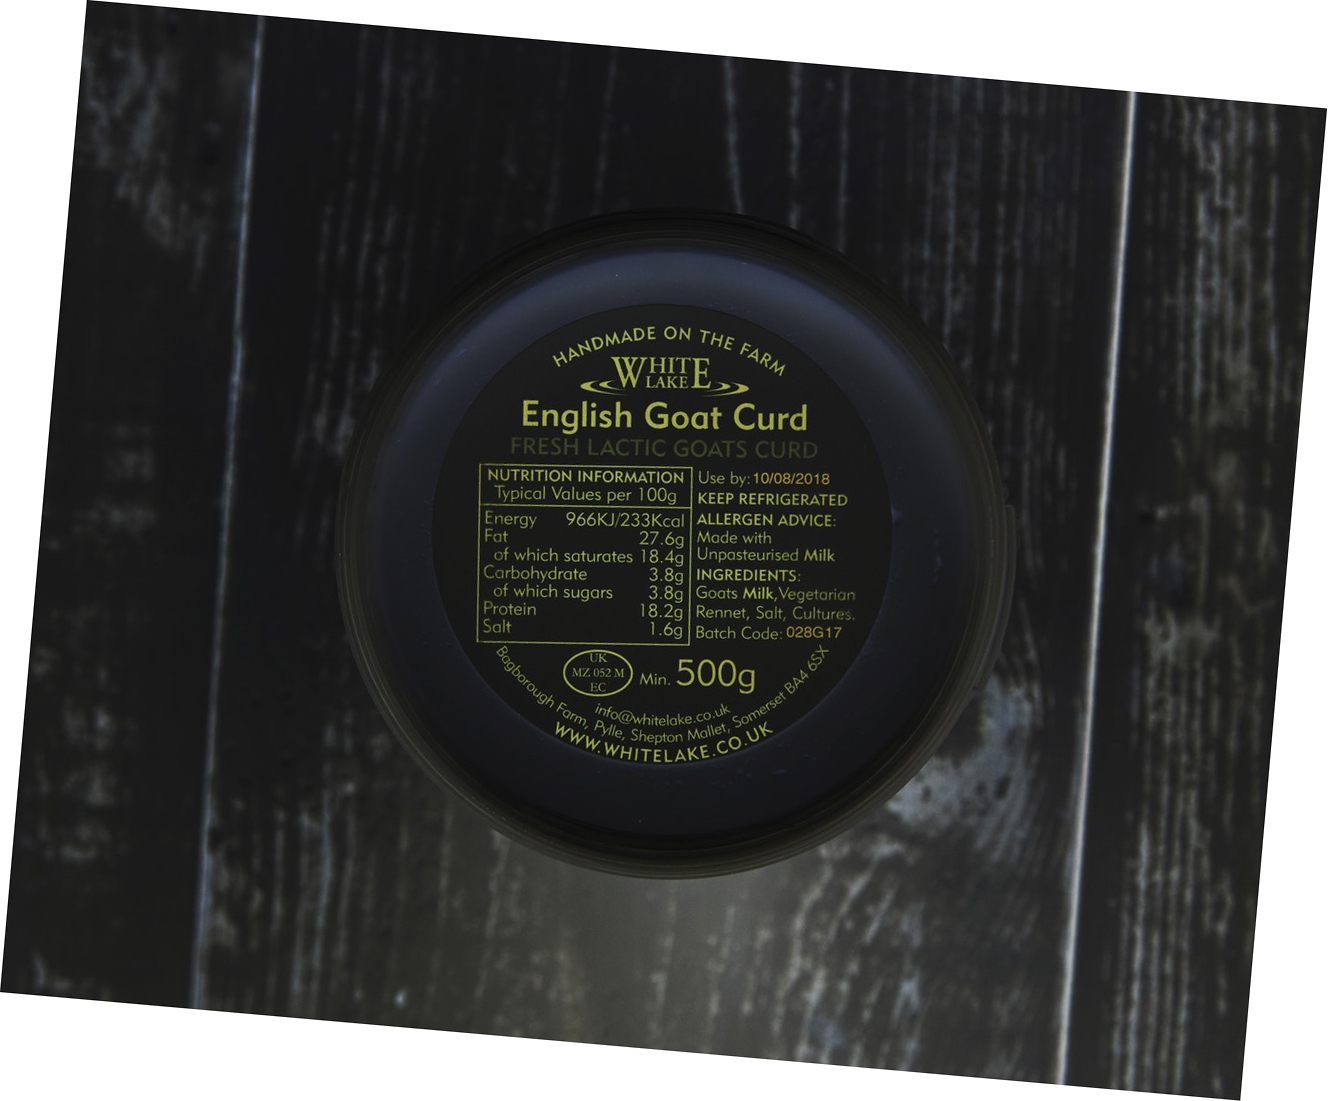 HANDMADE ON THE FARM
WHITE
LAKE
English Goat Curd
FRESH LACTIC GOATS CURD
NUTRITION INFORMATION
Typical Values per 100g
Energy 966KJ/233Kcal
Fat 27.6g
of which saturates 18.4g
Carbohydrate 3.8g
of which sugars 3.8g
Protein 18.2g
Salt 1.6g
Use by: 10/08/2018
KEEP REFRIGERATED
ALLERGEN ADVICE:
Made with
Unpasteurised Milk
INGREDIENTS:
Goats Milk, Vegetarian
Rennet, Salt, Cultures.
Batch Code: 028G17
UK
MZ 052 M
EC
Min. 500g
info@whitelake.co.uk
Bagborough Farm, Pylle, Shepton Mallet, Somerset BA4 6SX
WWW.WHITELAKE.CO.UK